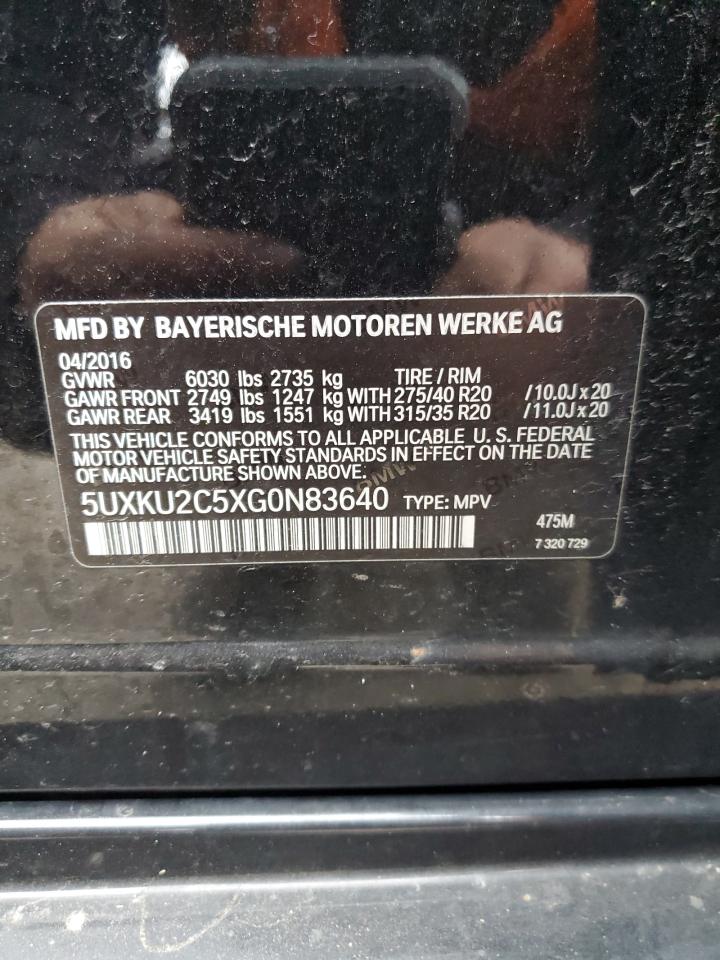 MFD BY BAYERISCHE MOTOREN WERKE AG
04/2016
GVWR 6030 lbs 2735 kg TIRE / RIM
GAWR FRONT 2749 lbs 1247 kg WITH 275/40 R20 /10.0J x 20
GAWR REAR 3419 lbs 1551 kg WITH 315/35 R20 /11.0J x 20
THIS VEHICLE CONFORMS TO ALL APPLICABLE U. S. FEDERAL
MOTOR VEHICLE SAFETY STANDARDS IN EFFECT ON THE DATE
OF MANUFACTURE SHOWN ABOVE:
5UXKU2C5XG0N83640 TYPE: MPV
475M
7 320 729